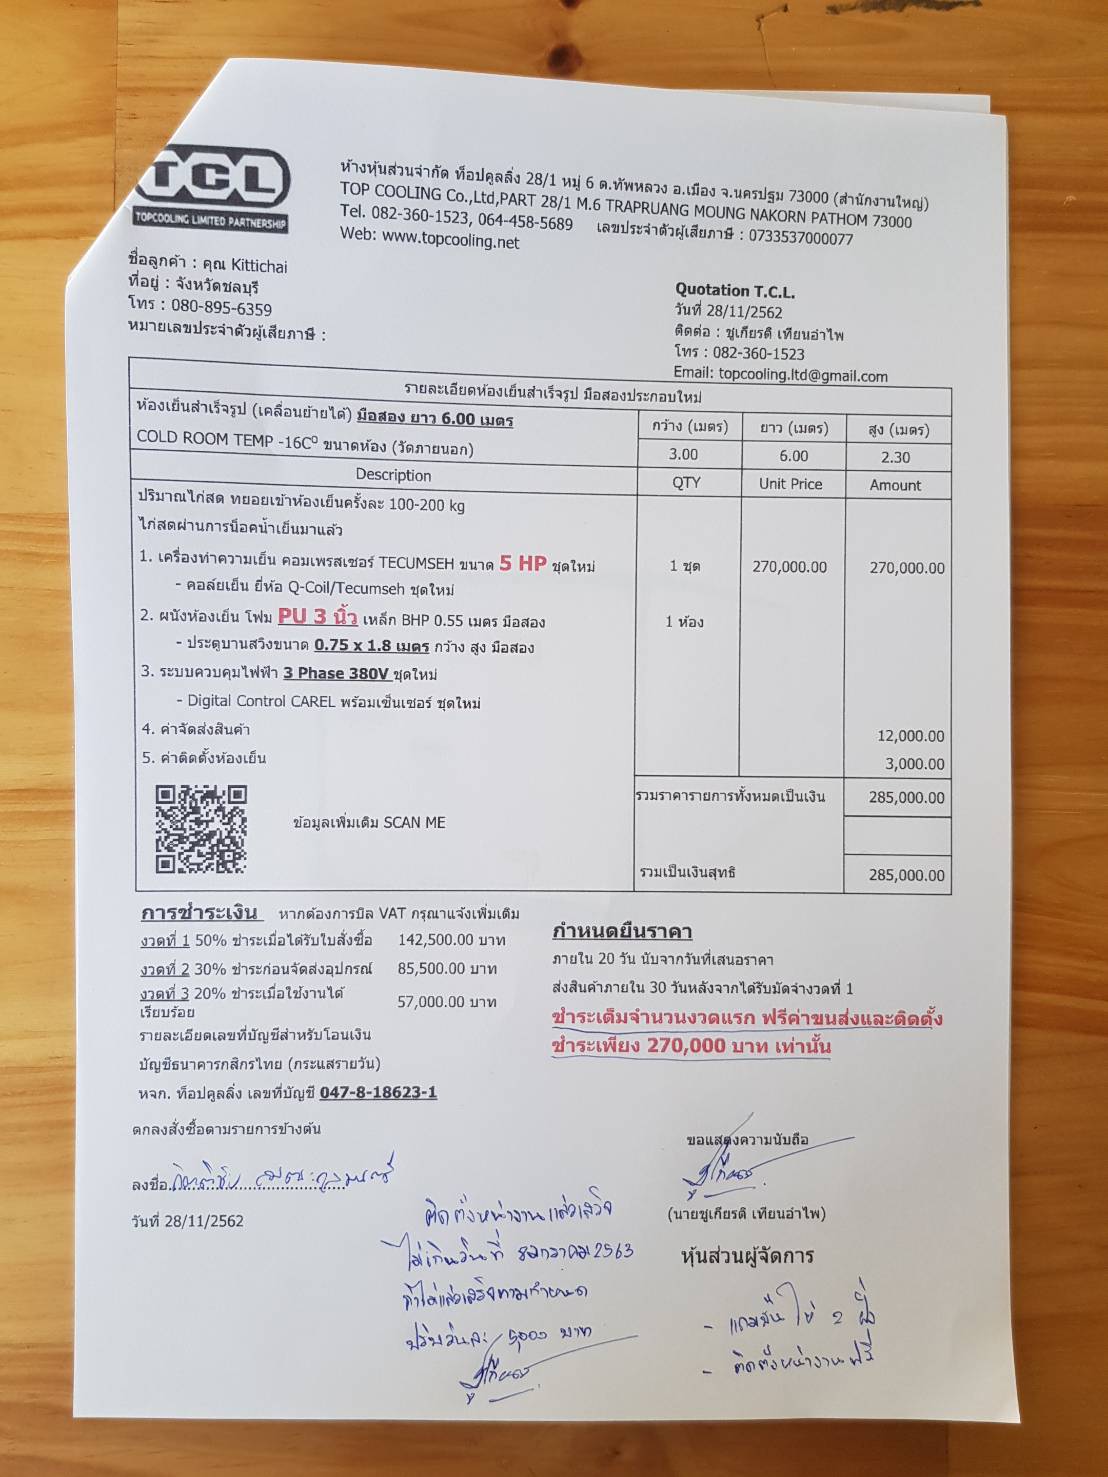 TCL
TOPCOOLING LIMITED PARTNERSHIP
ห้างหุ้นส่วนจำกัด ท็อปคูลลิ่ง 28/1 หมู่ 6 ต.ทัพหลวง อ.เมือง จ.นครปฐม 73000 (สำนักงานใหญ่)
TOP COOLING Co.,Ltd,PART 28/1 M.6 TRAPRUANG MOUNG NAKORN PATHOM 73000
Tel. 082-360-1523, 064-458-5689 เลขประจำตัวผู้เสียภาษี : 0733537000077
Web: www.topcooling.net
ชื่อลูกค้า : คุณ Kittichai
ที่อยู่ : จังหวัดชลบุรี
โทร : 080-895-6359
หมายเลขประจำตัวผู้เสียภาษี :
Quotation T.C.L.
วันที่ 28/11/2562
ติดต่อ : ชูเกียรติ เทียนอำไพ
โทร : 082-360-1523
Email: topcooling.ltd@gmail.com
รายละเอียดห้องเย็นสำเร็จรูป มือสองประกอบใหม่
ห้องเย็นสำเร็จรูป (เคลื่อนย้ายได้) มือสอง ยาว 6.00 เมตร
กว้าง (เมตร) ยาว (เมตร) สูง (เมตร)
COLD ROOM TEMP -16C° ขนาดห้อง (วัดภายนอก)
3.00 6.00 2.30
Description QTY Unit Price Amount
ปริมาณไก่สด ทยอยเข้าห้องเย็นครั้งละ 100-200 kg
ไก่สดผ่านการน็อคน้ำเย็นมาแล้ว
1. เครื่องทำความเย็น คอมเพรสเซอร์ TECUMSEH ขนาด 5 HP ชุดใหม่ 1 ชุด 270,000.00 270,000.00
- คอล์ยเย็น ยี่ห้อ Q-Coil/Tecumseh ชุดใหม่
2. ผนังห้องเย็น โฟม PU 3 นิ้ว เหล็ก BHP 0.55 เมตร มือสอง 1 ห้อง
- ประตูบานสวิงขนาด 0.75 x 1.8 เมตร กว้าง สูง มือสอง
3. ระบบควบคุมไฟฟ้า 3 Phase 380V ชุดใหม่
- Digital Control CAREL พร้อมเซ็นเซอร์ ชุดใหม่
4. ค่าจัดส่งสินค้า 12,000.00
5. ค่าติดตั้งห้องเย็น 3,000.00
รวมราคารายการทั้งหมดเป็นเงิน 285,000.00
ข้อมูลเพิ่มเติม SCAN ME
รวมเป็นเงินสุทธิ 285,000.00
การชำระเงิน หากต้องการบิล VAT กรุณาแจ้งเพิ่มเติม
งวดที่ 1 50% ชำระเมื่อได้รับใบสั่งซื้อ 142,500.00 บาท
งวดที่ 2 30% ชำระก่อนจัดส่งอุปกรณ์ 85,500.00 บาท
งวดที่ 3 20% ชำระเมื่อใช้งานได้
เรียบร้อย 57,000.00 บาท
รายละเอียดเลขที่บัญชีสำหรับโอนเงิน
บัญชีธนาคารกสิกรไทย (กระแสรายวัน)
หจก. ท็อปคูลลิ่ง เลขที่บัญชี 047-8-18623-1
กำหนดยืนราคา
ภายใน 20 วัน นับจากวันที่เสนอราคา
ส่งสินค้าภายใน 30 วันหลังจากได้รับมัดจำงวดที่ 1
ชำระเต็มจำนวนงวดแรก ฟรีค่าขนส่งและติดตั้ง
ชำระเพียง 270,000 บาท เท่านั้น
ตกลงสั่งซื้อตามรายการข้างต้น
ลงชื่อ
วันที่ 28/11/2562
ขอแสดงความนับถือ
(นายชูเกียรติ เทียนอำไพ)
หุ้นส่วนผู้จัดการ
ติดตั้งหน้างานแล้วเสร็จ
ไม่เกินวันที่ 8 มกราคม 2563
ถ้าไม่แล้วเสร็จตามกำหนด
ปรับวันละ 5,000 บาท
- แถม ให้ 2
- ติดตั้งหน้างานฟรี